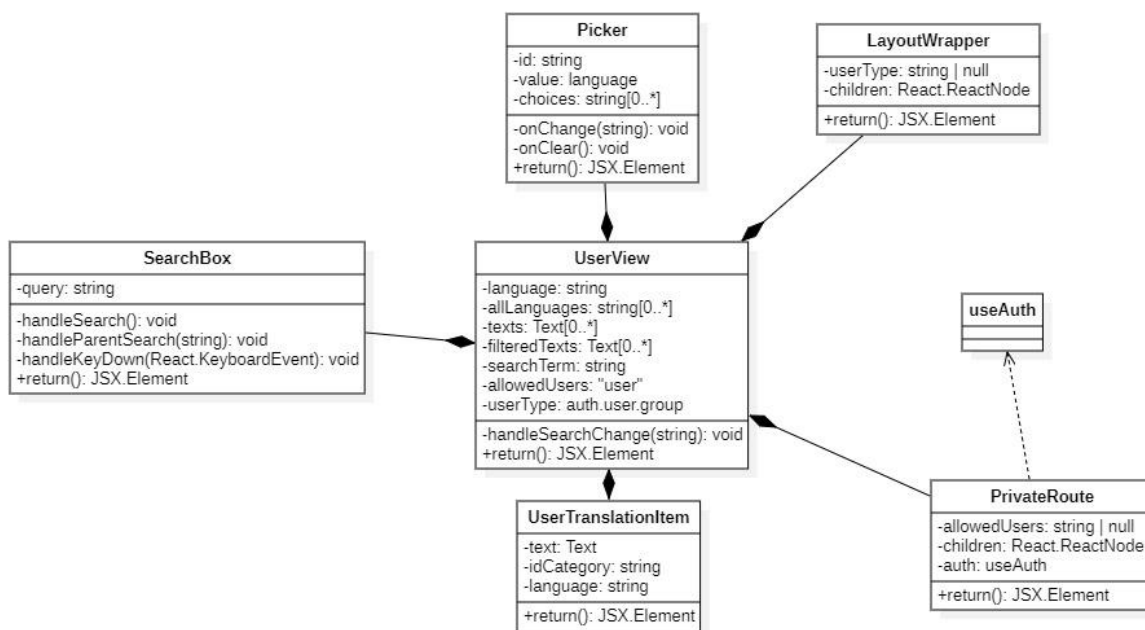 Picker
-id: string
-value: language
-choices: string[0..*]
-onChange(string): void
-onClear(): void
+return(): JSX.Element
LayoutWrapper
-userType: string | null
-children: React.ReactNode
+return(): JSX.Element
SearchBox
-query: string
-handleSearch(): void
-handleParentSearch(string): void
-handleKeyDown(React.KeyboardEvent): void
+return(): JSX.Element
UserView
-language: string
-allLanguages: string[0..*]
-texts: Text[0..*]
-filteredTexts: Text[0..*]
-searchTerm: string
-allowedUsers: "user"
-userType: auth.user.group
-handleSearchChange(string): void
+return(): JSX.Element
useAuth
UserTranslationItem
-text: Text
-idCategory: string
-language: string
+return(): JSX.Element
PrivateRoute
-allowedUsers: string | null
-children: React.ReactNode
-auth: useAuth
+return(): JSX.Element